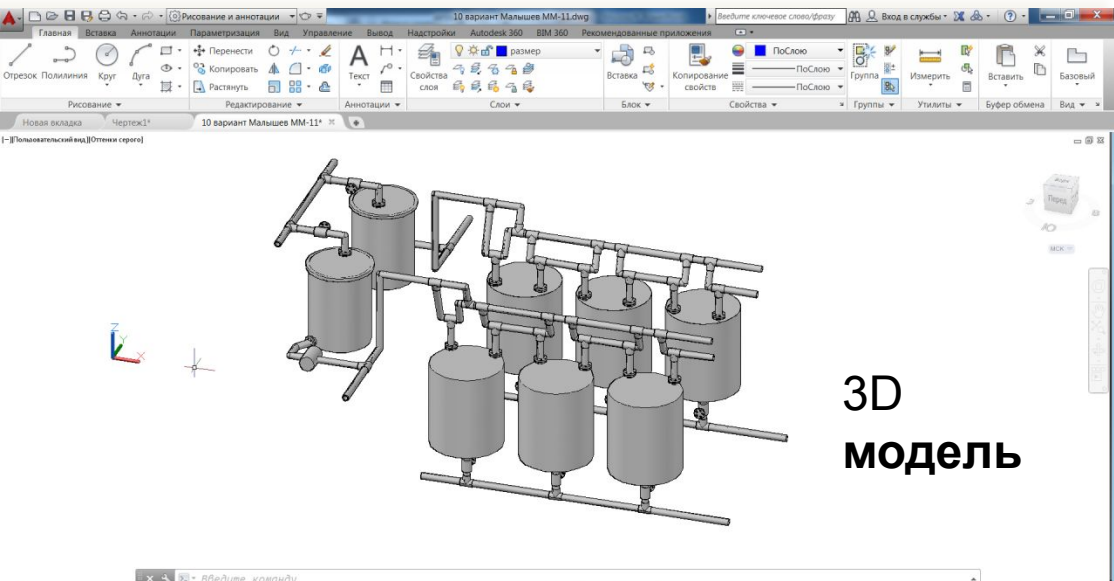 Рисование и аннотации
10 вариант Малышев ММ-11.dwg
Введите ключевое слово/фразу
Вход в службы
Главная Вставка Аннотации Параметризация Вид Управление Вывод Надстройки Autodesk 360 BIM 360 Рекомендованные приложения
Отрезок Полилиния Круг Дуга
Перенести
Копировать
Растянуть
Текст
Свойства слоя
размер
Вставка
Копирование свойств
ПоСлою
ПоСлою
ПоСлою
Группа
Измерить
Вставить
Базовый
Рисование Редактирование Аннотации Слои Блок Свойства Группы Утилиты Буфер обмена Вид
Новая вкладка Чертеж1* 10 вариант Малышев ММ-11*
[−][Пользовательский вид][Оттенки серого]
Перед
Ю
МСК
Z
Y
X
3D
модель
Введите команду